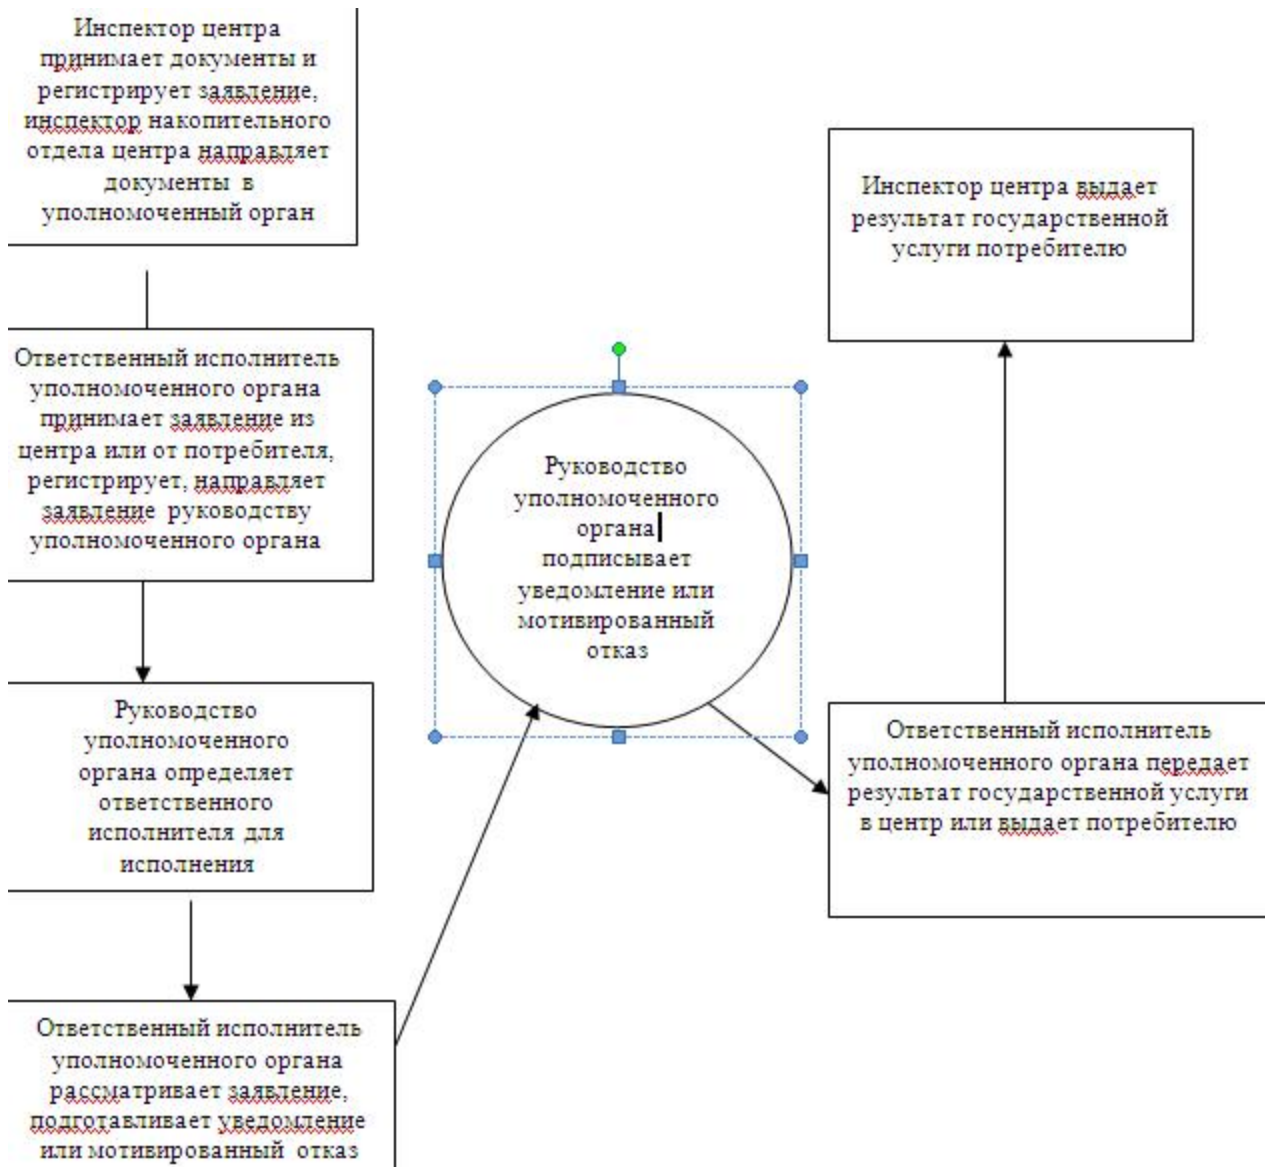 Инспектор центра
принимает документы и
регистрирует заявление,
инспектор накопительного
отдела центра направляет
документы в
уполномоченный орган
Ответственный исполнитель
уполномоченного органа
принимает заявление из
центра или от потребителя,
регистрирует, направляет
заявление руководству
уполномоченного органа
Руководство
уполномоченного
органа определяет
ответственного
исполнителя для
исполнения
Ответственный исполнитель
уполномоченного органа
рассматривает заявление,
подготавливает уведомление
или мотивированный отказ
Руководство
уполномоченного
органа
подписывает
уведомление или
мотивированный
отказ
Ответственный исполнитель
уполномоченного органа передает
результат государственной услуги
в центр или выдает потребителю
Инспектор центра выдает
результат государственной
услуги потребителю